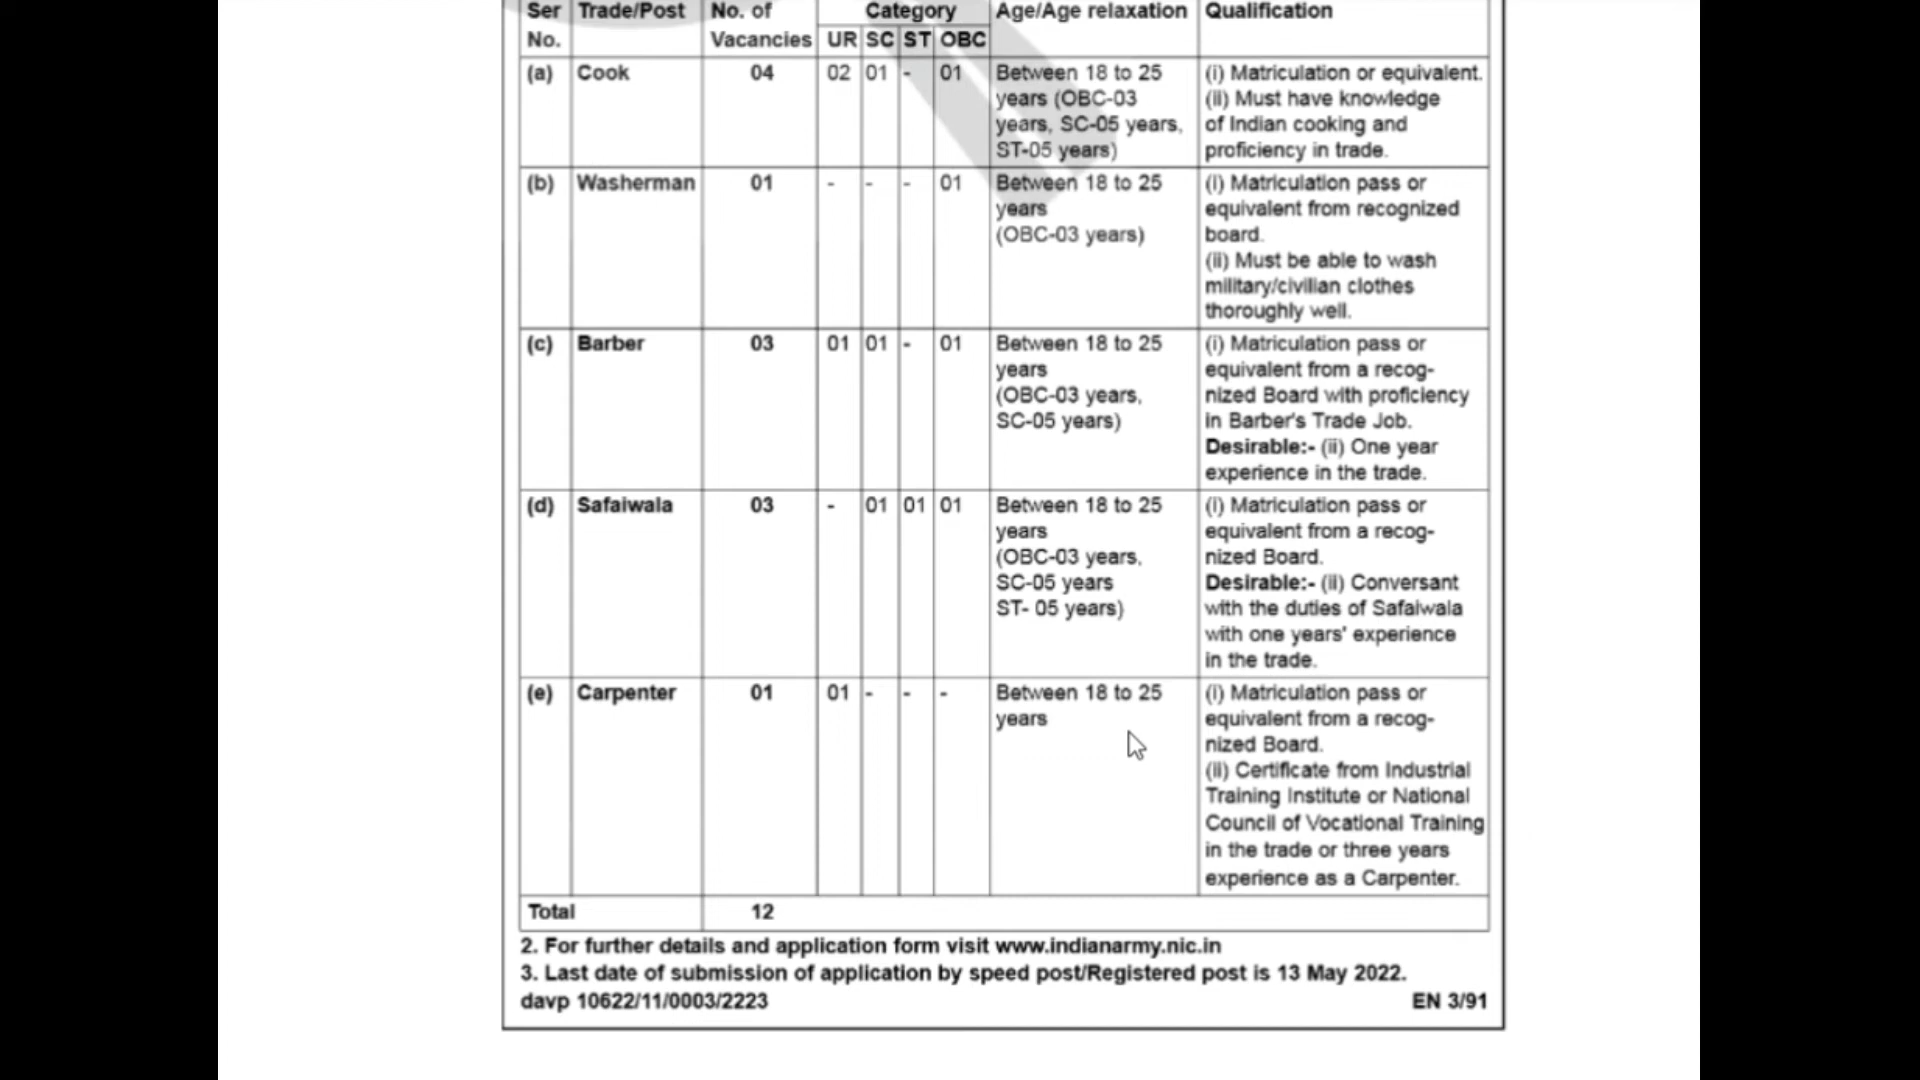 Ser Trade/Post No. of Category Age/Age relaxation Qualification
No. Vacancies UR SC ST OBC
(a) Cook 04 02 01 - 01 Between 18 to 25 (i) Matriculation or equivalent.
years (OBC-03 (ii) Must have knowledge
years, SC-05 years, of Indian cooking and
ST-05 years) proficiency in trade.
(b) Washerman 01 - - - 01 Between 18 to 25 (i) Matriculation pass or
years equivalent from recognized
(OBC-03 years) board.
(ii) Must be able to wash
military/civilian clothes
thoroughly well.
(c) Barber 03 01 01 - 01 Between 18 to 25 (i) Matriculation pass or
years equivalent from a recog-
(OBC-03 years, nized Board with proficiency
SC-05 years) in Barber's Trade Job.
Desirable:- (ii) One year
experience in the trade.
(d) Safaiwala 03 - 01 01 01 Between 18 to 25 (i) Matriculation pass or
years equivalent from a recog-
(OBC-03 years, nized Board.
SC-05 years Desirable:- (ii) Conversant
ST- 05 years) with the duties of Safaiwala
with one years' experience
in the trade.
(e) Carpenter 01 01 - - - Between 18 to 25 (i) Matriculation pass or
years equivalent from a recog-
nized Board.
(ii) Certificate from Industrial
Training Institute or National
Council of Vocational Training
in the trade or three years
experience as a Carpenter.
Total 12
2. For further details and application form visit www.indianarmy.nic.in
3. Last date of submission of application by speed post/Registered post is 13 May 2022.
davp 10622/11/0003/2223 EN 3/91